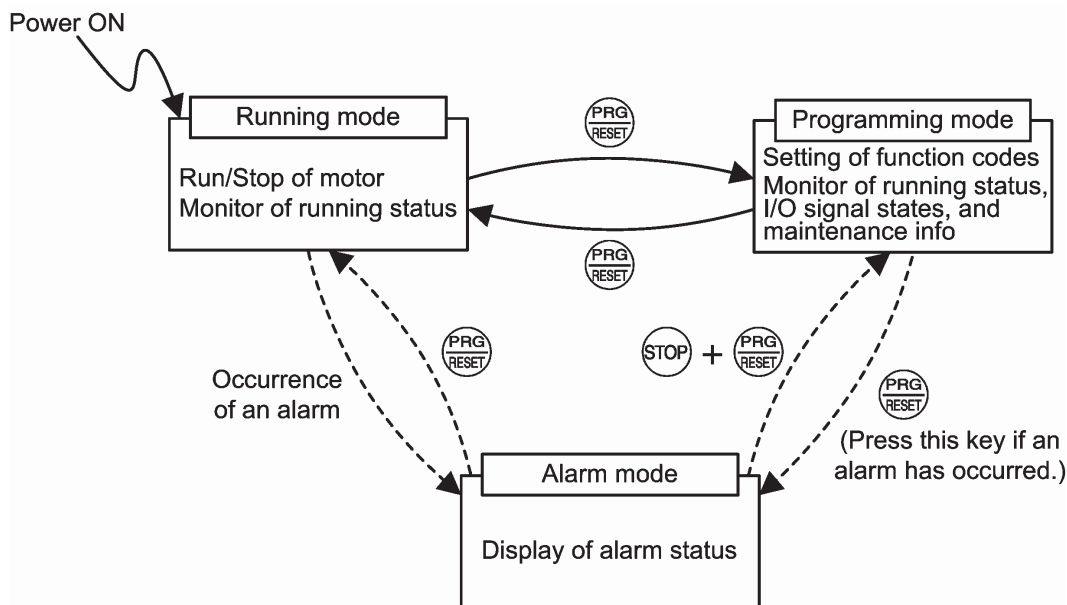 Power ON
Running mode
Run/Stop of motor
Monitor of running status
PRG
RESET
PRG
RESET
Programming mode
Setting of function codes
Monitor of running status,
I/O signal states, and
maintenance info
Occurrence
of an alarm
PRG
RESET
STOP + PRG
RESET
PRG
RESET
(Press this key if an
alarm has occurred.)
Alarm mode
Display of alarm status